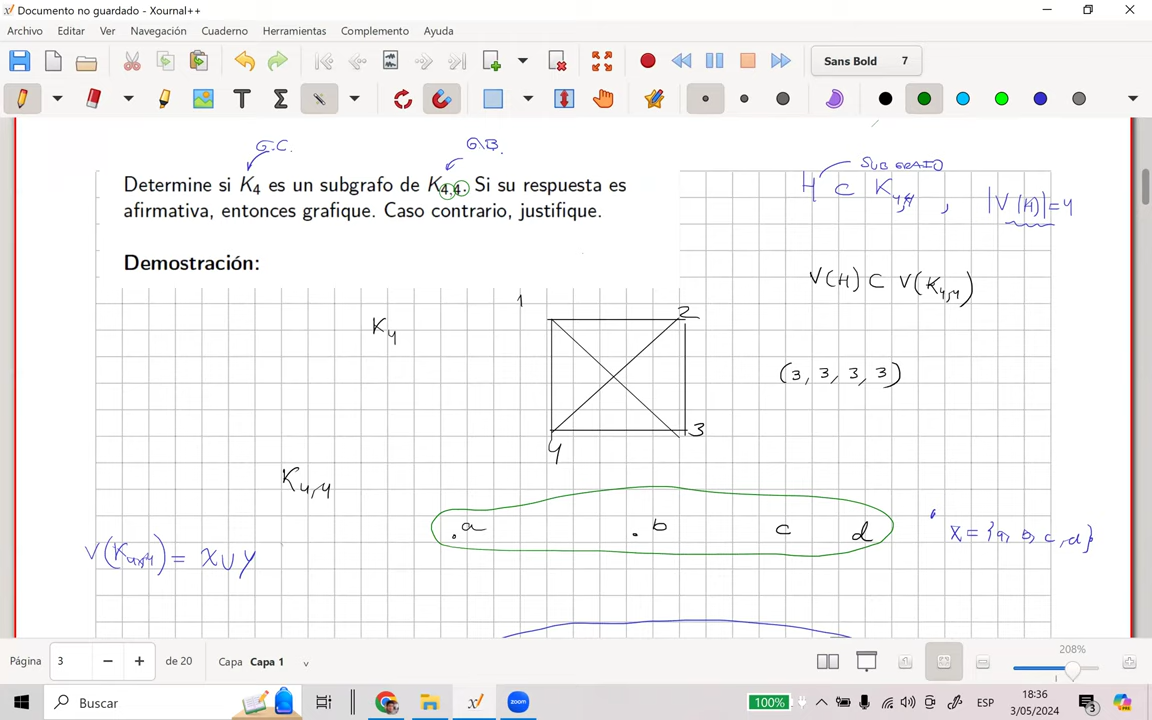 Documento no guardado - Xournal++
Archivo Editar Ver Navegación Cuaderno Herramientas Complemento Ayuda
Sans Bold 7
G.C. G.B. SUBGRAFO
Determine si K4 es un subgrafo de K4,4. Si su respuesta es
afirmativa, entonces grafique. Caso contrario, justifique.
H ⊂ K4,4 , |V(H)|=4
Demostración:
V(H) ⊂ V(K4,4)
1
2
K4
(3, 3, 3, 3)
3
4
K4,4
a b c d
X={a, b, c, d}
V(K4,4) = X∪Y
Página 3 de 20 Capa Capa 1
208%
Buscar
100%
ESP
18:36
3/05/2024
3